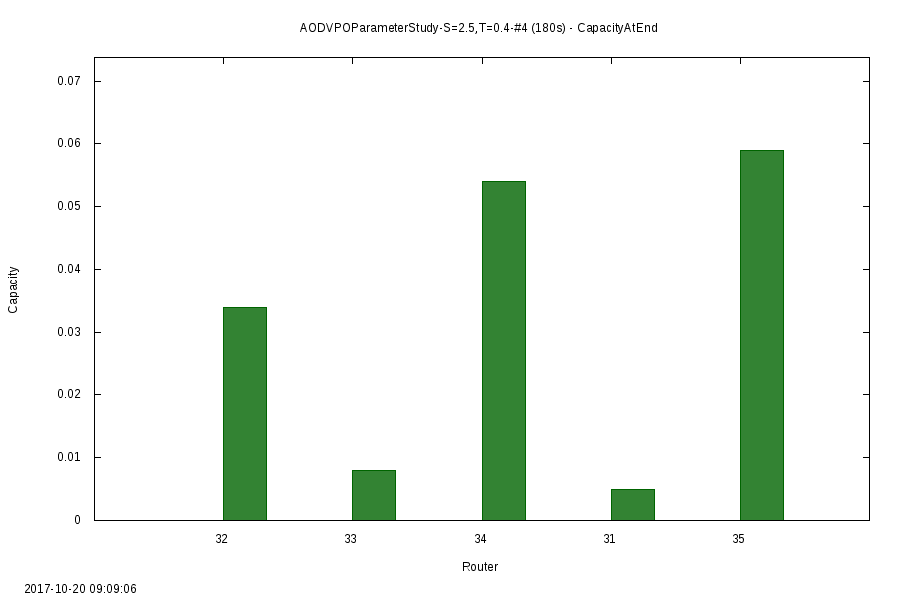 AODVPOParameterStudy-S=2.5,T=0.4-#4 (180s) - CapacityAtEnd
0.07
0.06
0.05
0.04
0.03
0.02
0.01
0
Capacity
32 33 34 31 35
Router
2017-10-20 09:09:06